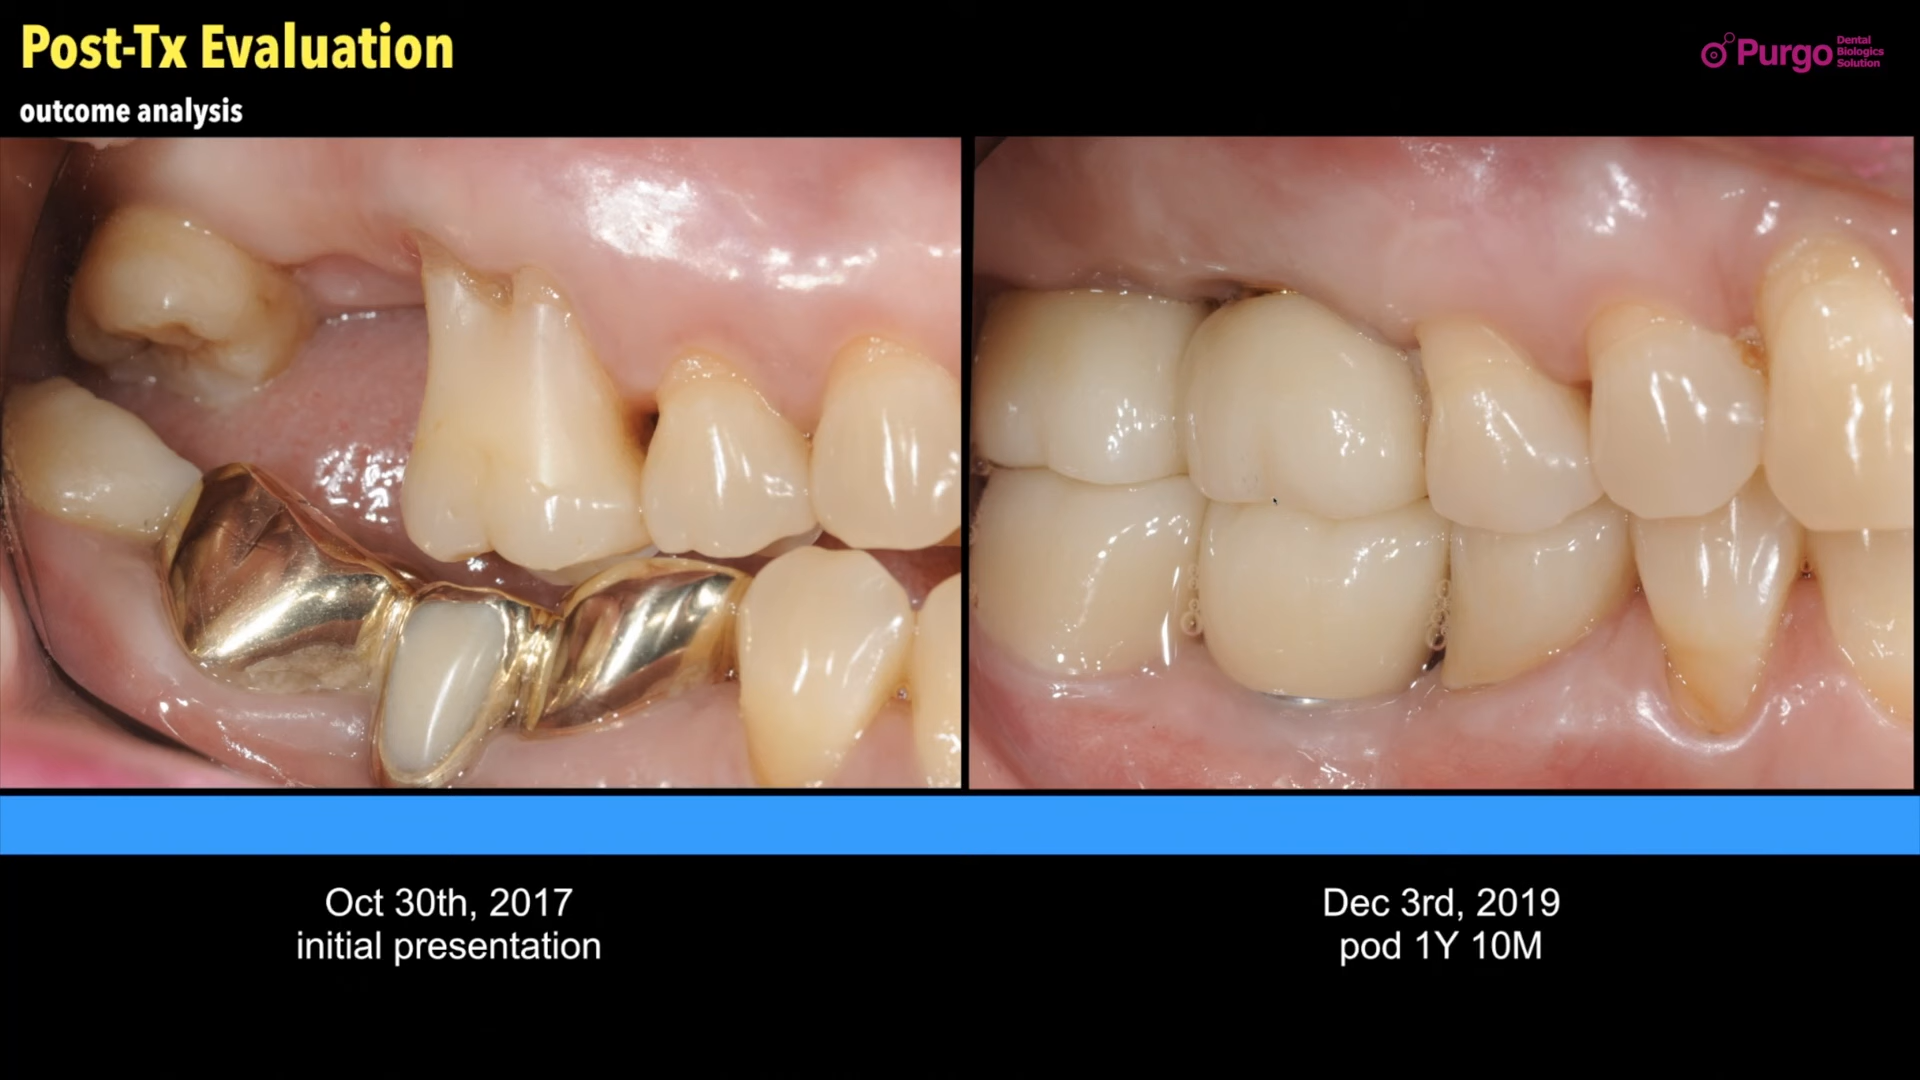 Post-Tx Evaluation
outcome analysis
Purgo
Dental
Biologics
Solution
Oct 30th, 2017
initial presentation
Dec 3rd, 2019
pod 1Y 10M